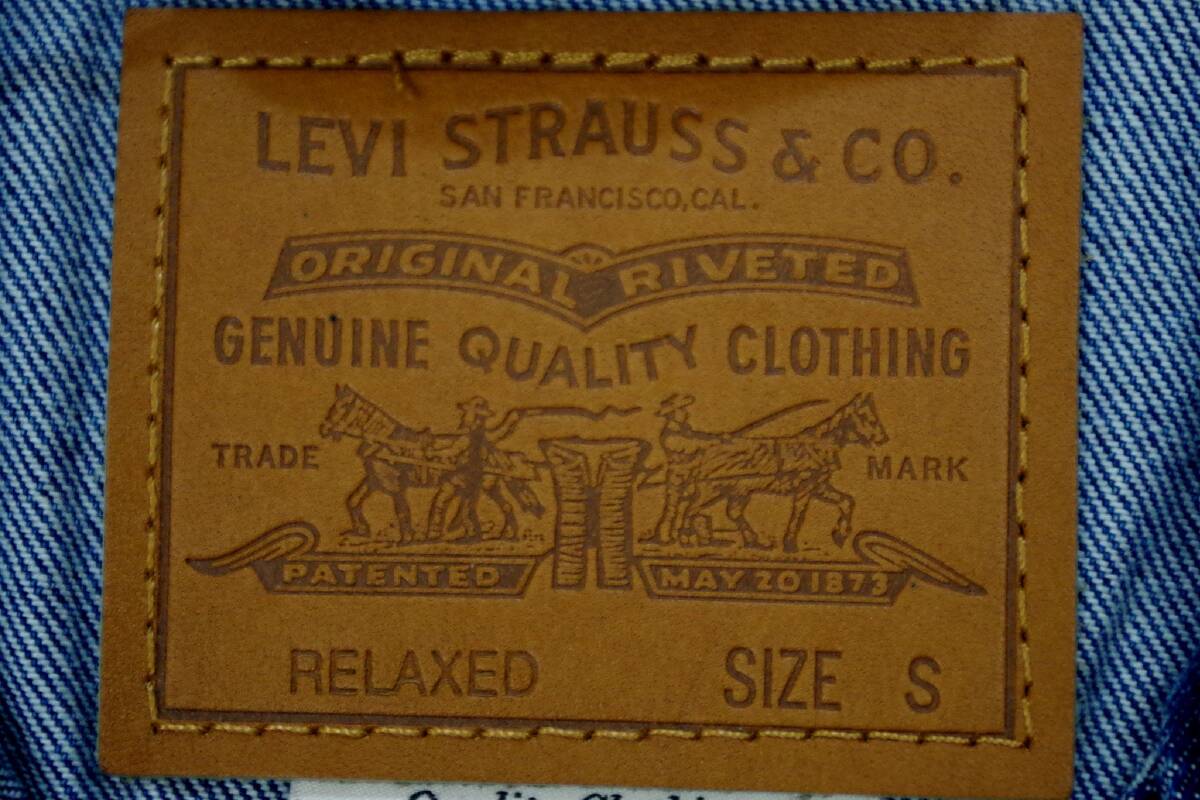 LEVI STRAUSS & CO.
SAN FRANCISCO, CAL.
ORIGINAL RIVETED
GENUINE QUALITY CLOTHING
TRADE MARK
PATENTED MAY 20 1873
RELAXED SIZE S